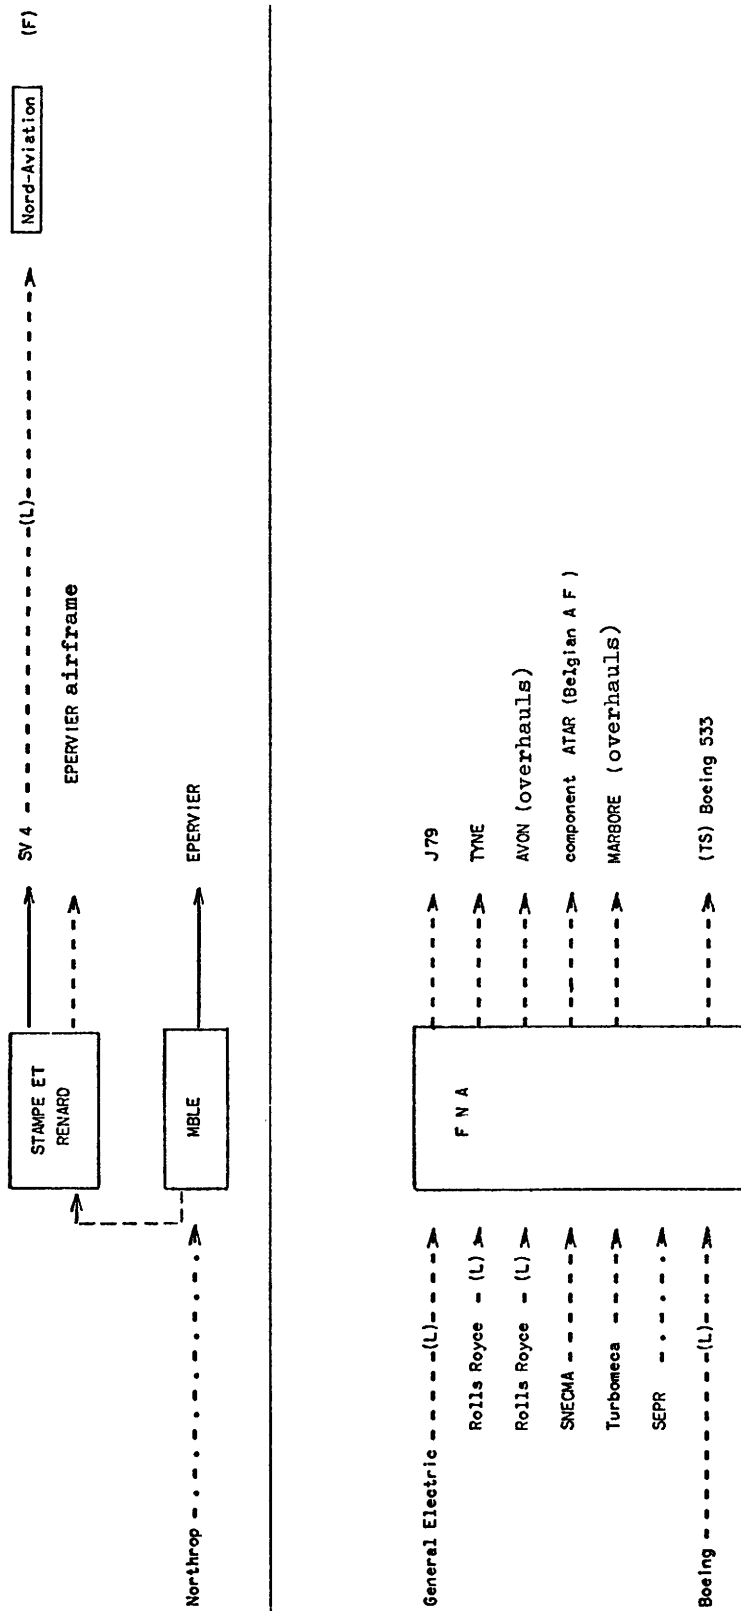 SV 4 (L) Nord-Aviation (F)
STAMPE ET
RENARD
EPERVIER airframe
Northrop MBLE EPERVIER
General Electric (L) J 79
Rolls Royce (L) TYNE
F N A
Rolls Royce (L) AVON (overhauls)
SNECMA component ATAR (Belgian A F)
Turbomeca MARBORE (overhauls)
SEPR
Boeing (L) (TS) Boeing 533